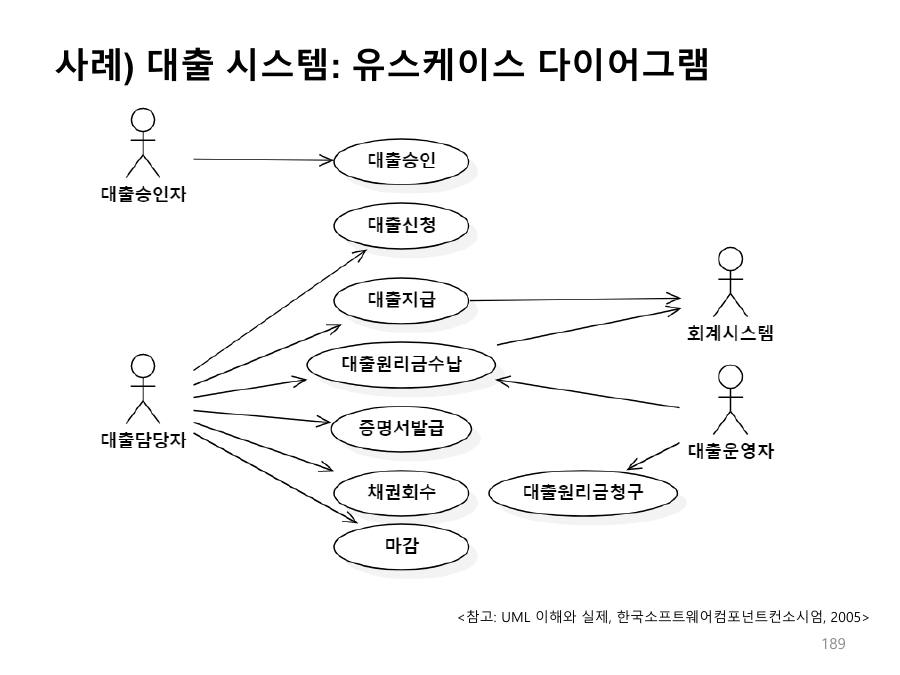 사례) 대출 시스템: 유스케이스 다이어그램
대출승인자
대출승인
대출신청
대출지급
회계시스템
대출원리금수납
대출담당자
증명서발급
대출운영자
채권회수
대출원리금청구
마감
<참고: UML 이해와 실제, 한국소프트웨어컴포넌트컨소시엄, 2005>
189